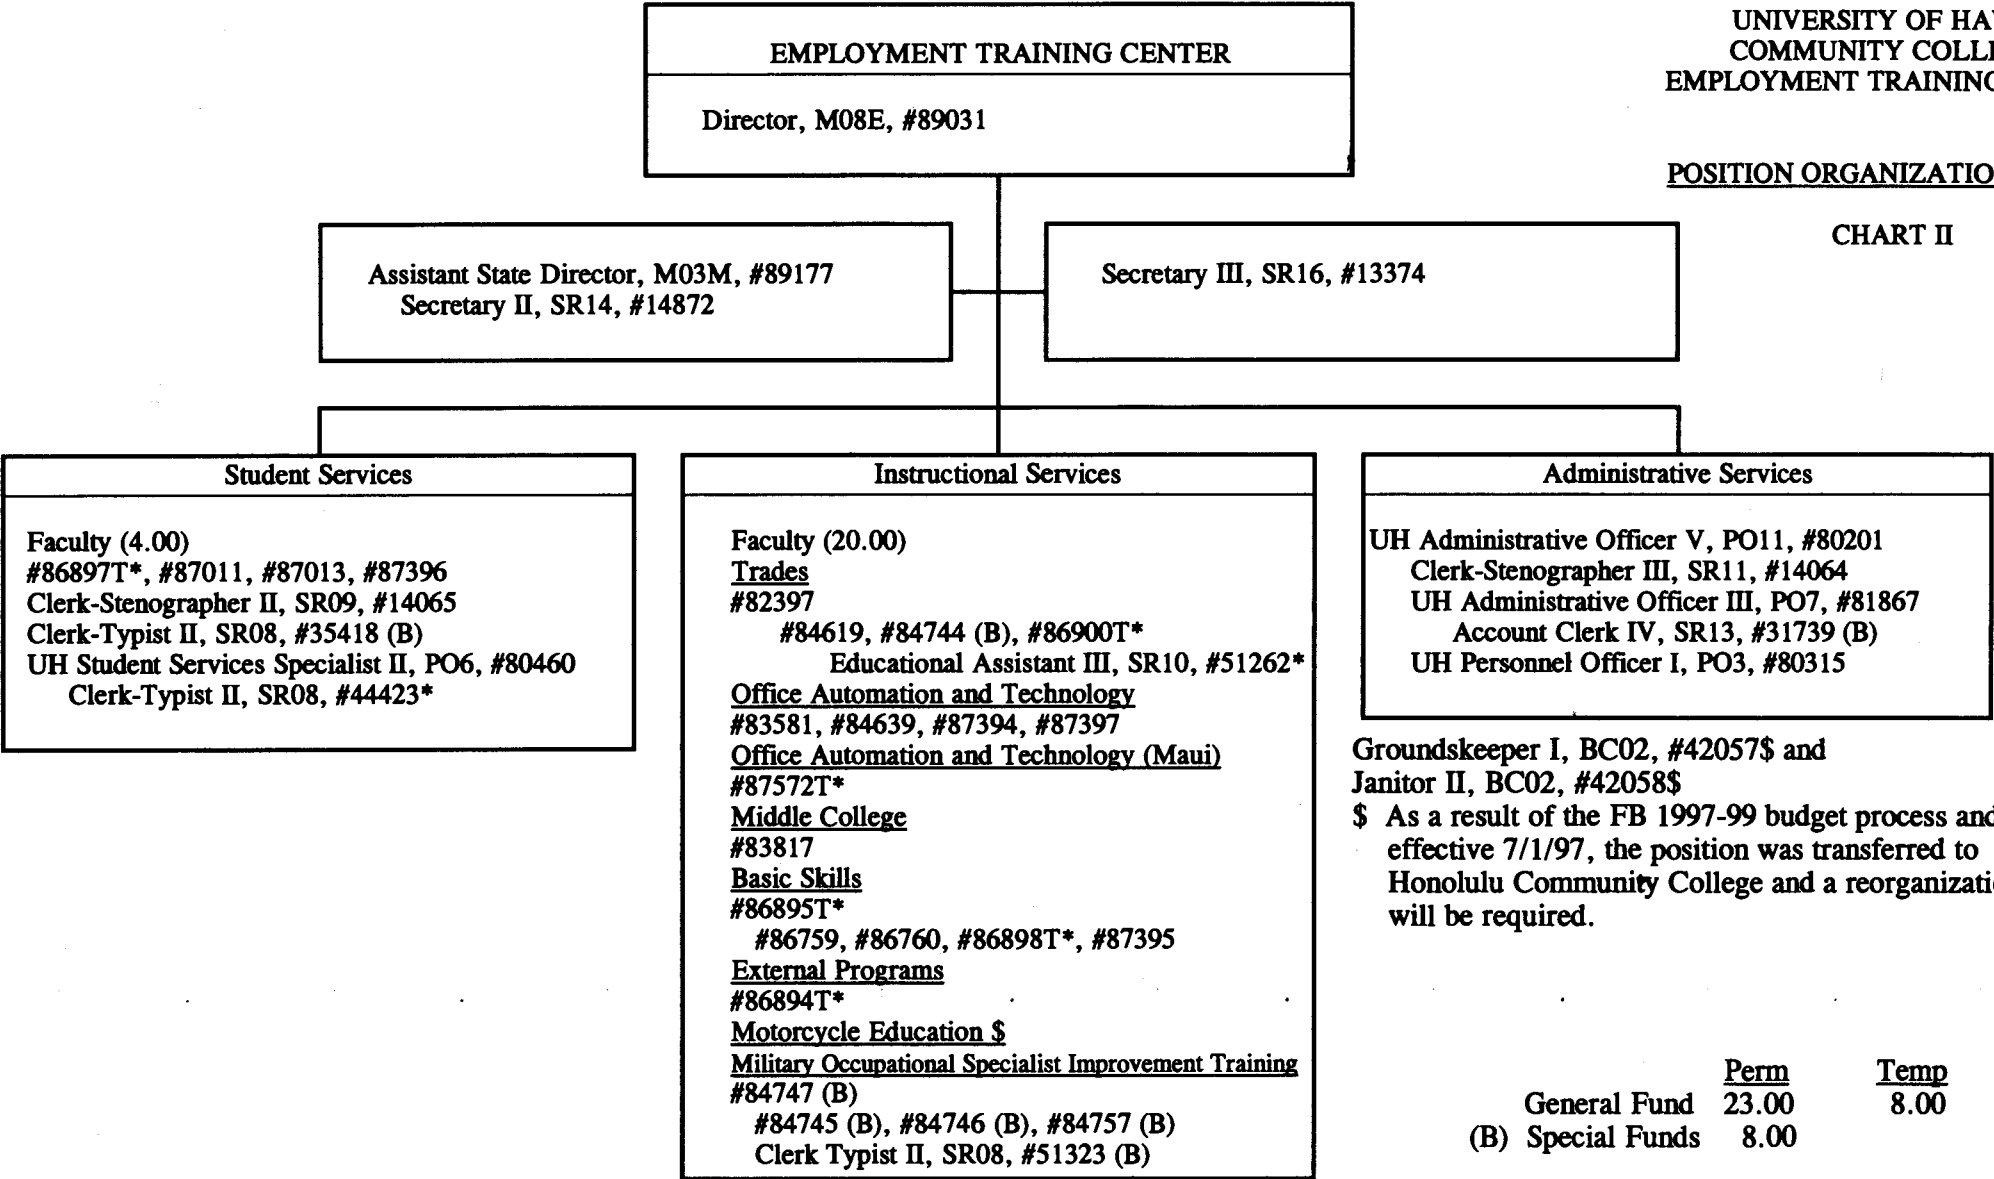 EMPLOYMENT TRAINING CENTER
Director, M08E, #89031
UNIVERSITY OF
COMMUNITY
EMPLOYMENT
POSITION
CHART II
Assistant State Director, M03M, #89177
Secretary II, SR14, #14872
Secretary III, SR16, #13374
Student Services
Faculty (4.00)
#86897T*, #87011, #87013, #87396
Clerk-Stenographer II, SR09, #14065
Clerk-Typist II, SR08, #35418 (B)
UH Student Services Specialist II, PO6, #80460
Clerk-Typist II, SR08, #44423*
Instructional Services
Faculty (20.00)
Trades
#82397
#84619, #84744 (B), #86900T*
Educational Assistant III, SR10, #51262*
Office Automation and Technology
#83581, #84639, #87394, #87397
Office Automation and Technology (Maui)
#87572T*
Middle College
#83817
Basic Skills
#86895T*
#86759, #86760, #86898T*, #87395
External Programs
#86894T*
Motorcycle Education $
Military Occupational Specialist Improvement Training
#84747 (B)
#84745 (B), #84746 (B), #84757 (B)
Clerk Typist II, SR08, #51323 (B)
Administrative Services
UH Administrative Officer V, PO11, #80201
Clerk-Stenographer III, SR11, #14064
UH Administrative Officer III, PO7, #81867
Account Clerk IV, SR13, #31739 (B)
UH Personnel Officer I, PO3, #80315
Groundskeeper I, BC02, #42057$ and
Janitor II, BC02, #42058$
$ As a result of the FB 1997-99 budget process and
effective 7/1/97, the position was transferred to
Honolulu Community College and a
will be required.
Perm Temp
General Fund 23.00 8.00
(B) Special Funds 8.00